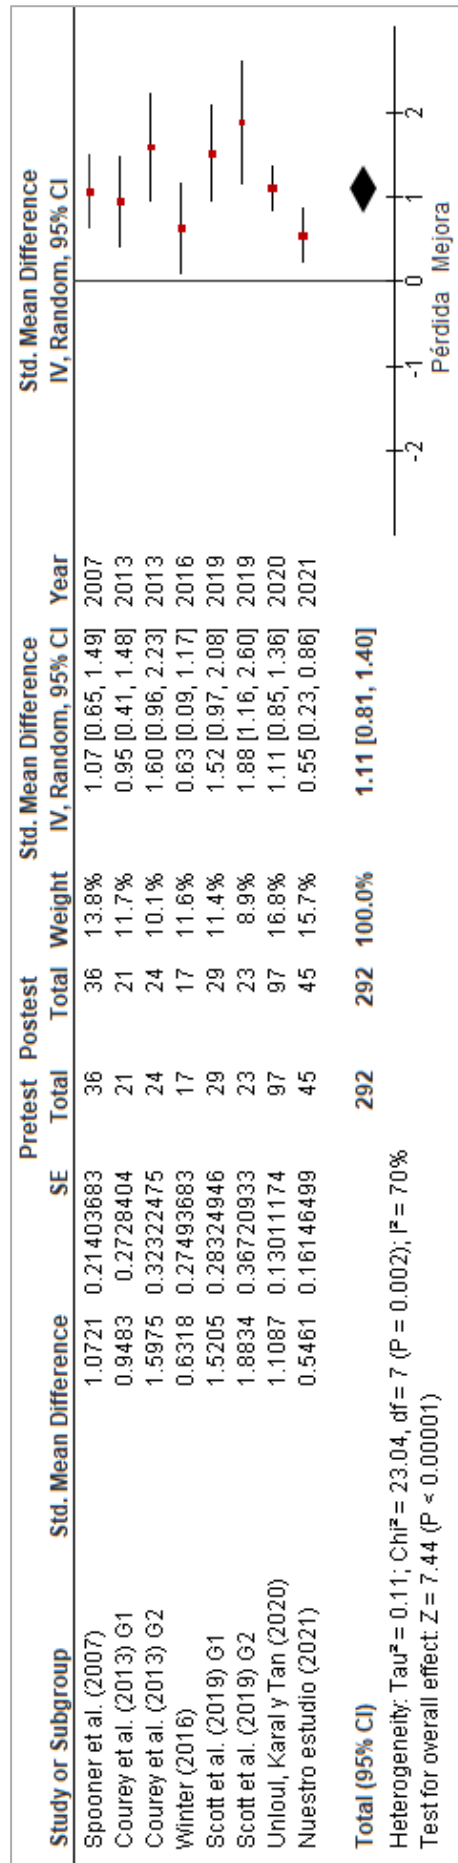 Pretest Postest Std. Mean Difference Std. Mean Difference
Study or Subgroup Std. Mean Difference SE Total Total Weight IV, Random, 95% CI Year IV, Random, 95% CI
Spooner et al. (2007) 1.0721 0.21403683 36 36 13.8% 1.07 [0.65, 1.49] 2007
Courey et al. (2013) G1 0.9483 0.2728404 21 21 11.7% 0.95 [0.41, 1.48] 2013
Courey et al. (2013) G2 1.5975 0.32322475 24 24 10.1% 1.60 [0.96, 2.23] 2013
Winter (2016) 0.6318 0.27493683 17 17 11.6% 0.63 [0.09, 1.17] 2016
Scott et al. (2019) G1 1.5205 0.28324946 29 29 11.4% 1.52 [0.97, 2.08] 2019
Scott et al. (2019) G2 1.8834 0.36720933 23 23 8.9% 1.88 [1.16, 2.60] 2019
Unloul, Karal y Tan (2020) 1.1087 0.13011174 97 97 16.8% 1.11 [0.85, 1.36] 2020
Nuestro estudio (2021) 0.5461 0.16146499 45 45 15.7% 0.55 [0.23, 0.86] 2021
Total (95% CI) 292 292 100.0% 1.11 [0.81, 1.40]
Heterogeneity: Tau² = 0.11; Chi² = 23.04, df = 7 (P = 0.002); I² = 70%
Test for overall effect: Z = 7.44 (P < 0.00001)
-2 -1 0 1 2
Pérdida Mejora